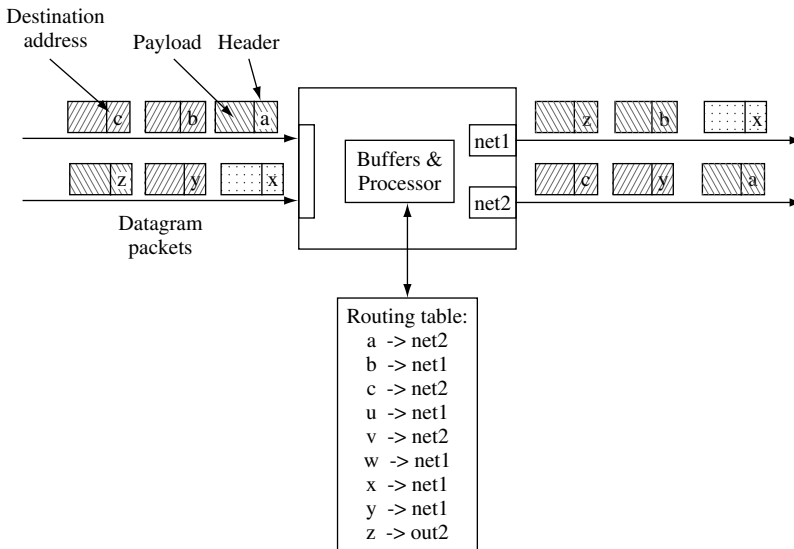 Destination
address
Payload
Header
c b a
z b x
net1
Buffers &
Processor
z y x
c y a
net2
Datagram
packets
Routing table:
a -> net2
b -> net1
c -> net2
u -> net1
v -> net2
w -> net1
x -> net1
y -> net1
z -> out2